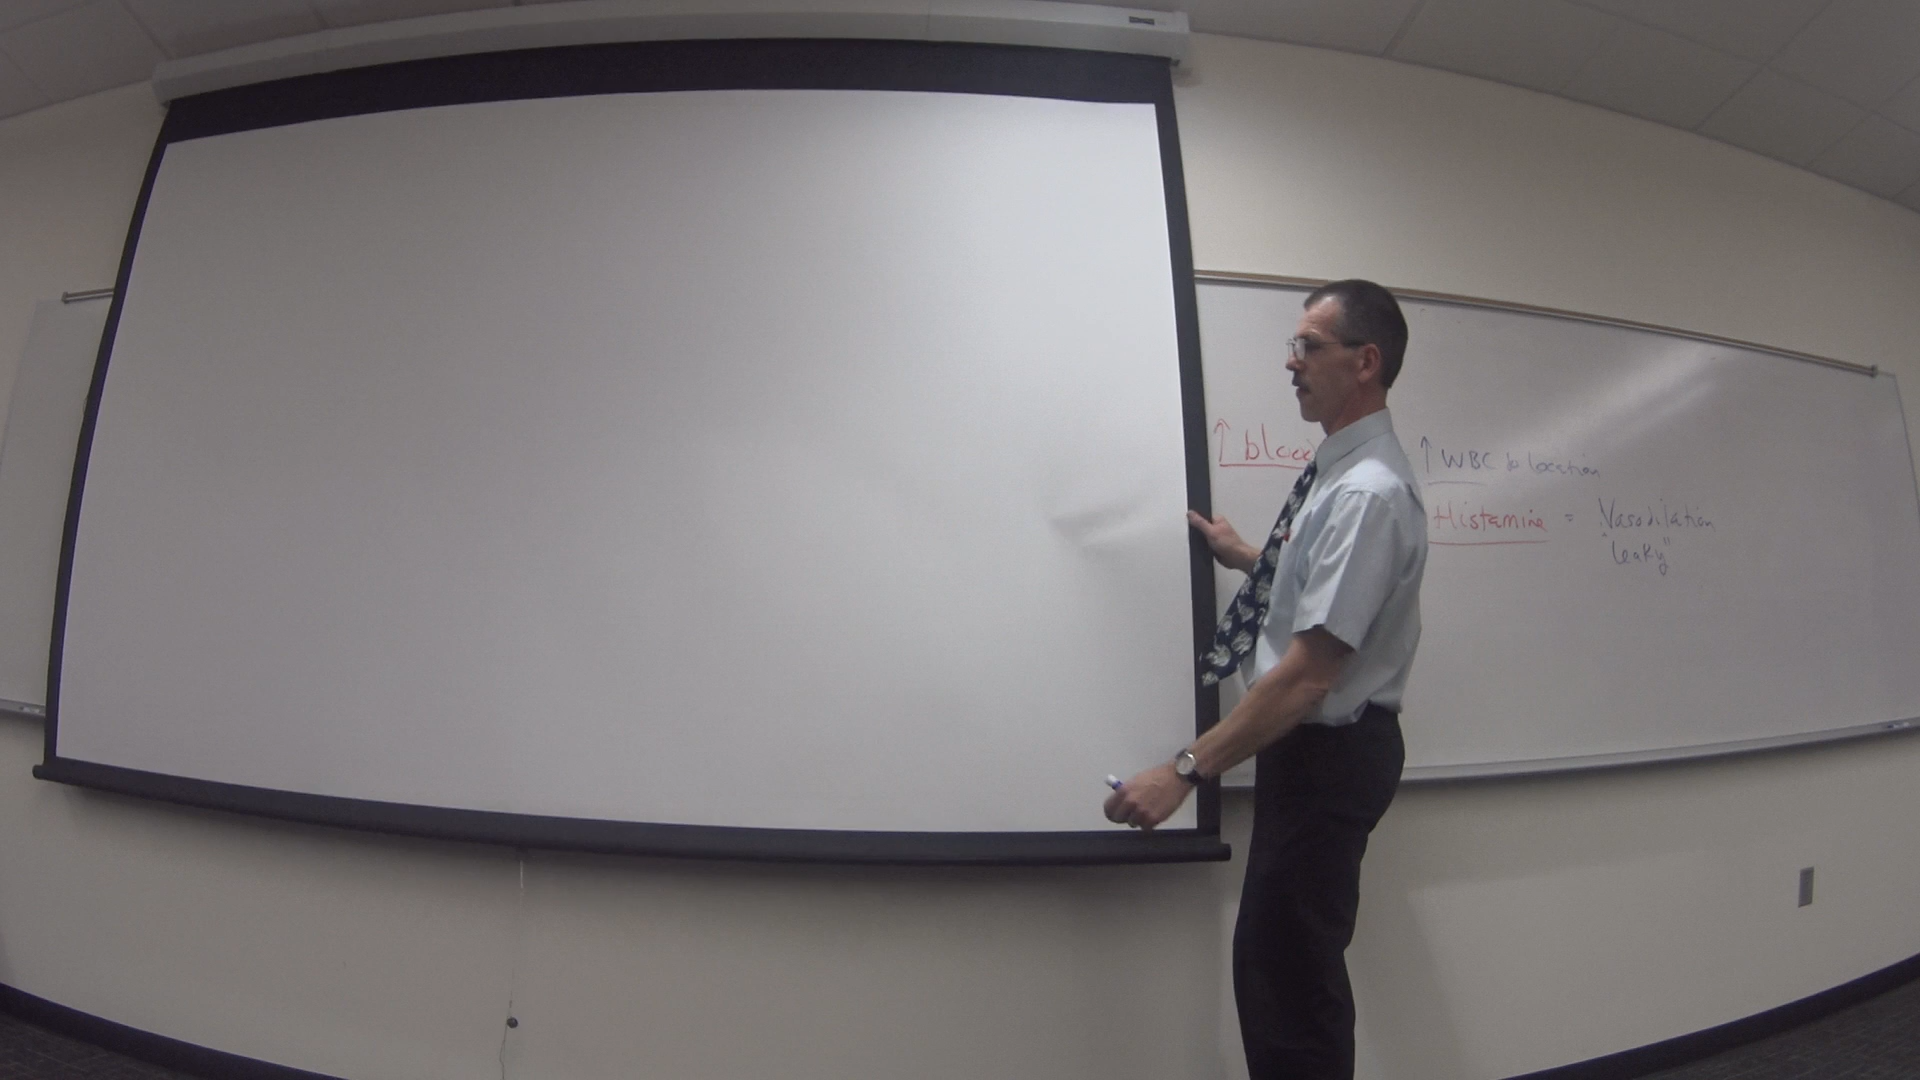 ↑ blood
↑ WBC to location
Histamine = Vasodilation
"leaky"